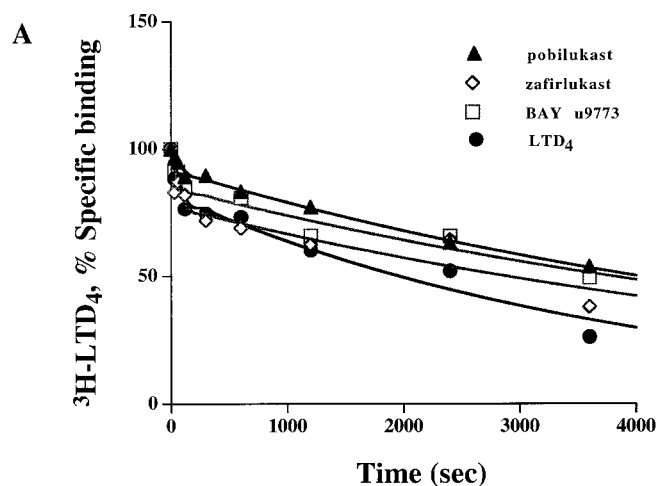 A
150
100
50
0
³H-LTD₄, % Specific binding
pobilukast
zafirlukast
BAY u9773
LTD₄
0
1000
2000
3000
4000
Time (sec)